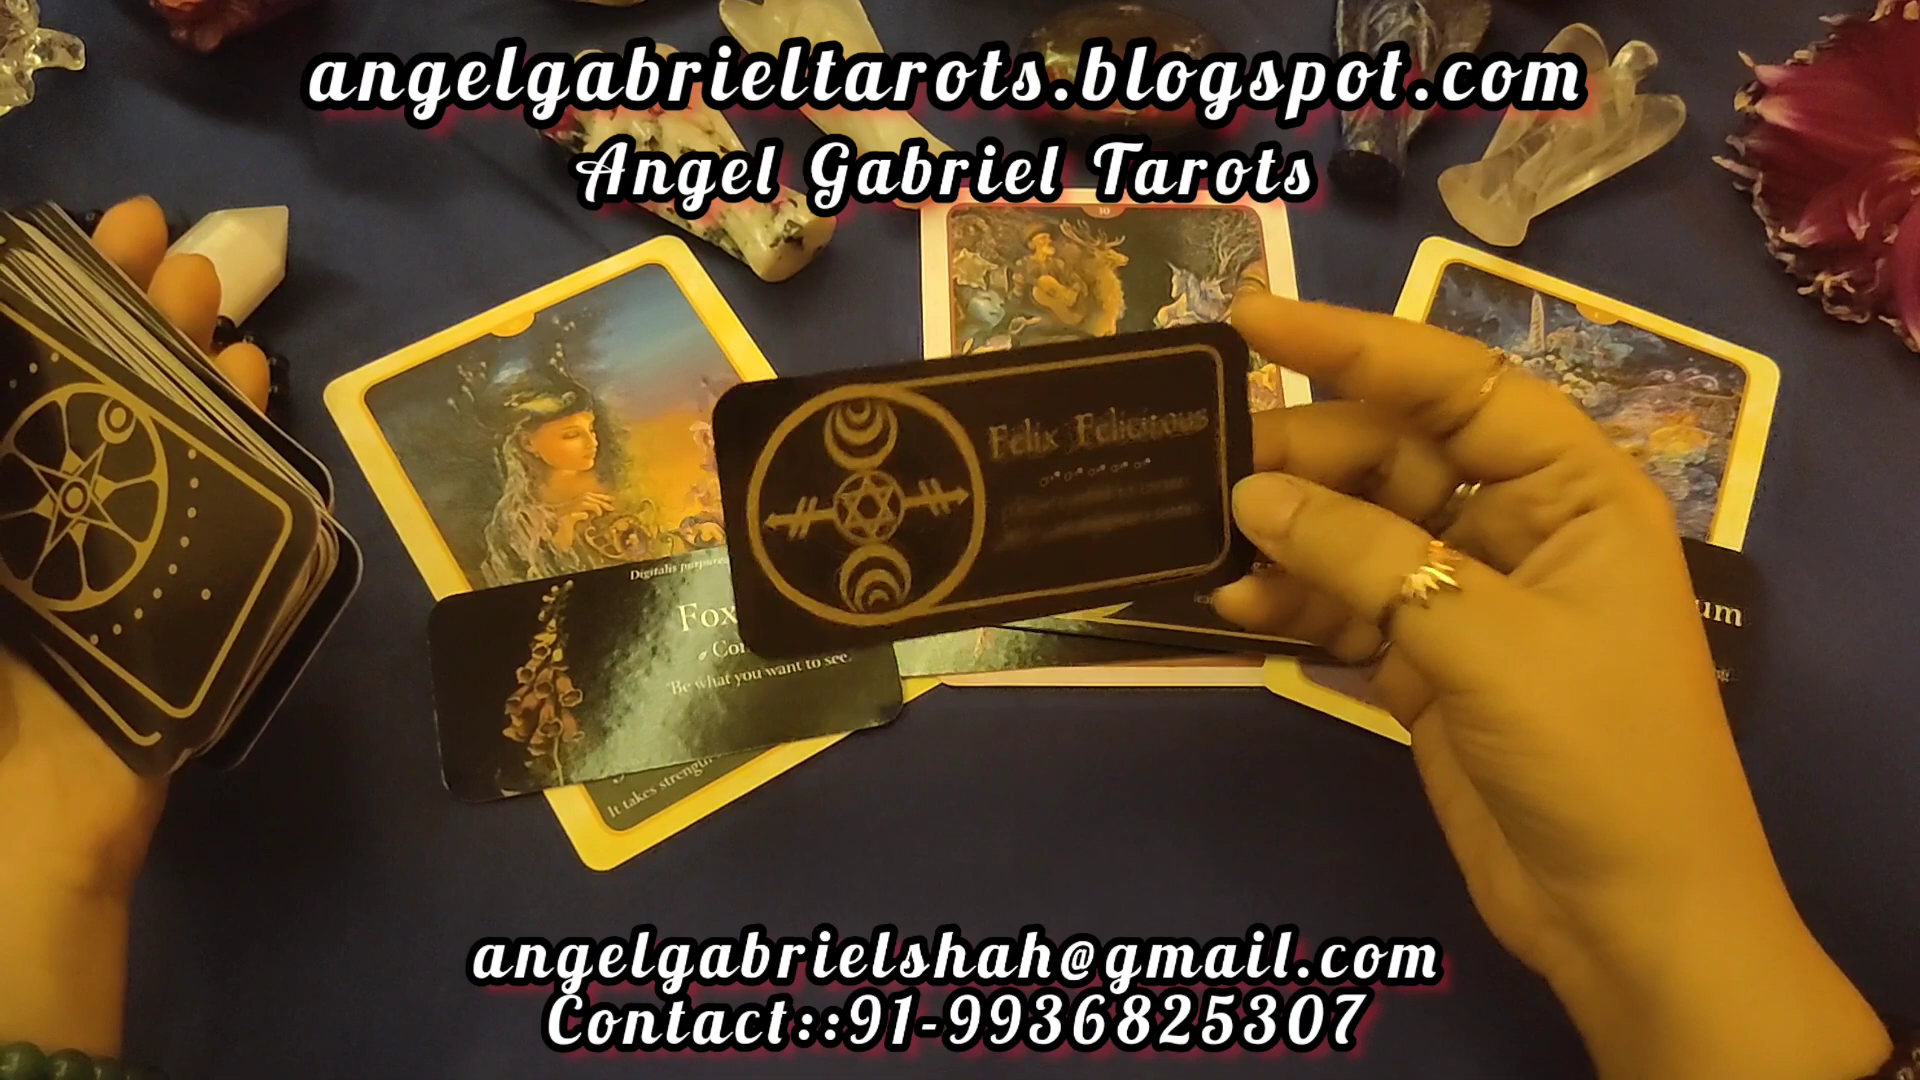 angelgabrieltarots.blogspot.com
Angel Gabriel Tarots
10
Felix Felicitous
Digitalis purpurea
Fox
Be what you want to see.
um
It takes strength
angelgabrielshah@gmail.com
Contact::91-9936825307